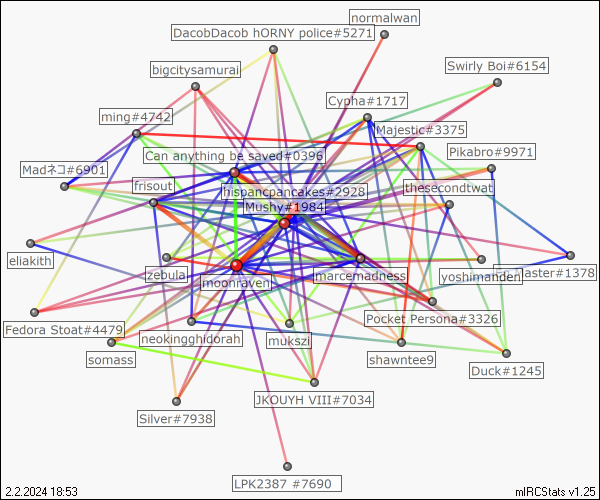 normalwan
DacobDacob hORNY police#5271
Swirly Boi#6154
bigcitysamurai
Cypha#1717
ming#4742
Majestic#3375
Can anything be saved#0396
Pikabro#9971
Madネコ#6901
frisout
hispancpancakes#2928
thesecondtwat
Mushy#1984
eliakith
zebula
marcemadness
yoshimanden
aster#1378
moonraven
Pocket Persona#3326
Fedora Stoat#4479
neokingghidorah
mukszi
somass
shawntee9
Duck#1245
JKOUYH VIII#7034
Silver#7938
LPK2387 #7690
2.2.2024 18:53
mIRCStats v1.25